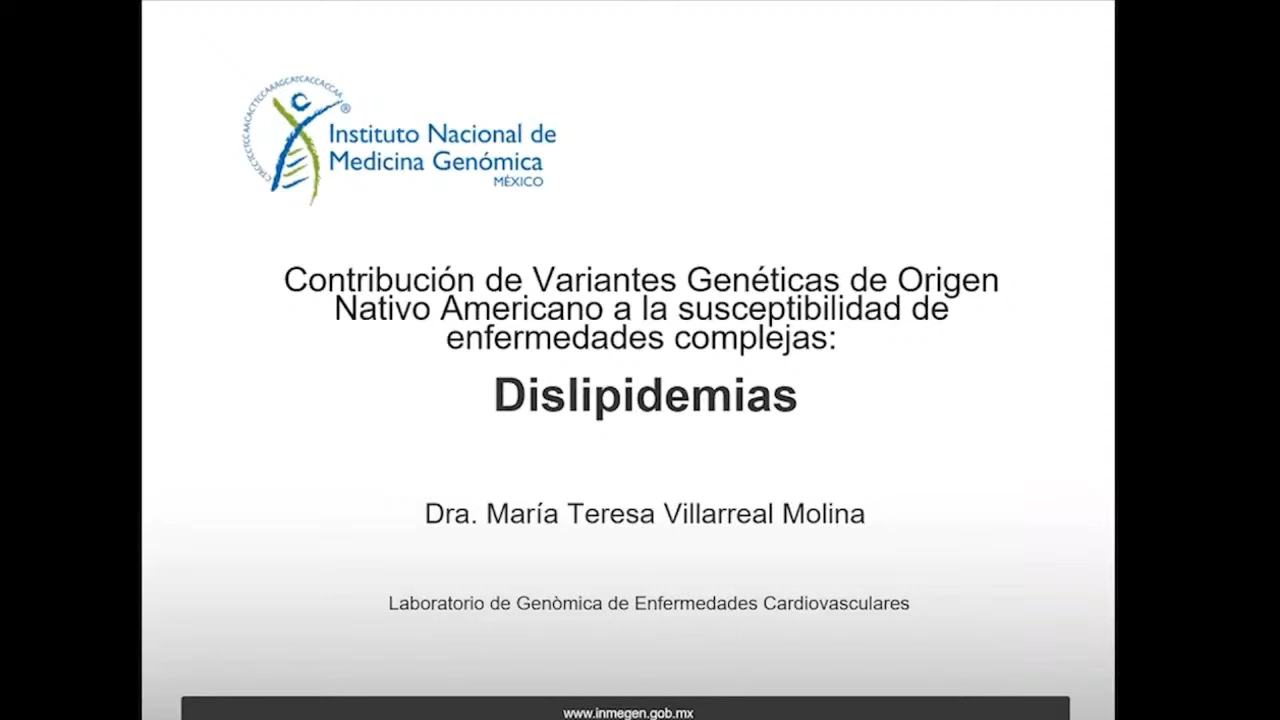 Instituto Nacional de
Medicina Genómica
MÉXICO
Contribución de Variantes Genéticas de Origen
Nativo Americano a la susceptibilidad de
enfermedades complejas:
Dislipidemias
Dra. María Teresa Villarreal Molina
Laboratorio de Genòmica de Enfermedades Cardiovasculares
www.inmegen.gob.mx